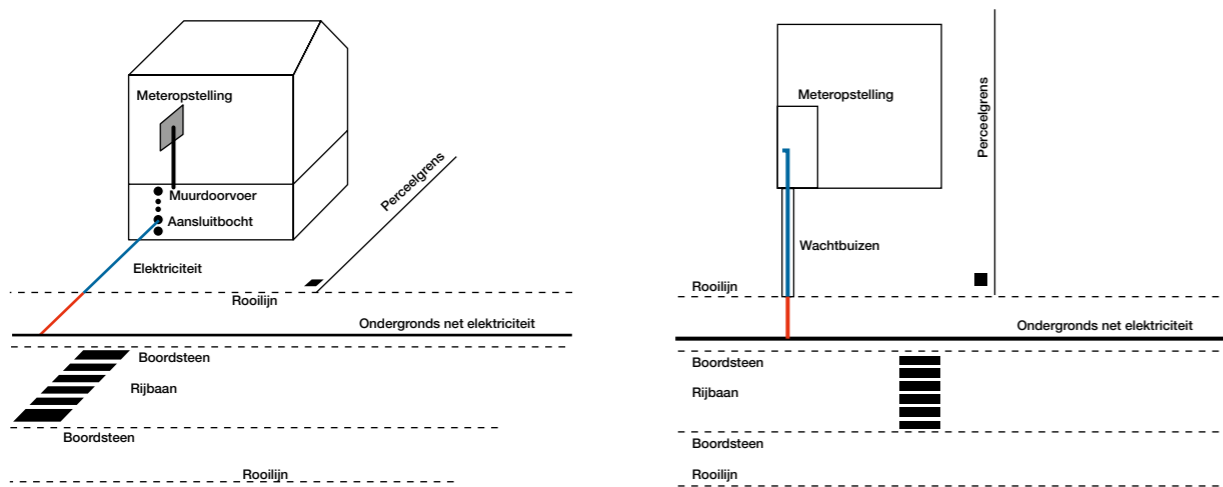 Meteropstelling
Muurdoorvoer
Aansluitbocht
Perceelgrens
Elektriciteit
Rooilijn
Ondergronds net elektriciteit
Boordsteen
Rijbaan
Boordsteen
Rooilijn
Meteropstelling
Perceelgrens
Wachtbuizen
Rooilijn
Ondergronds net elektriciteit
Boordsteen
Rijbaan
Boordsteen
Rooilijn